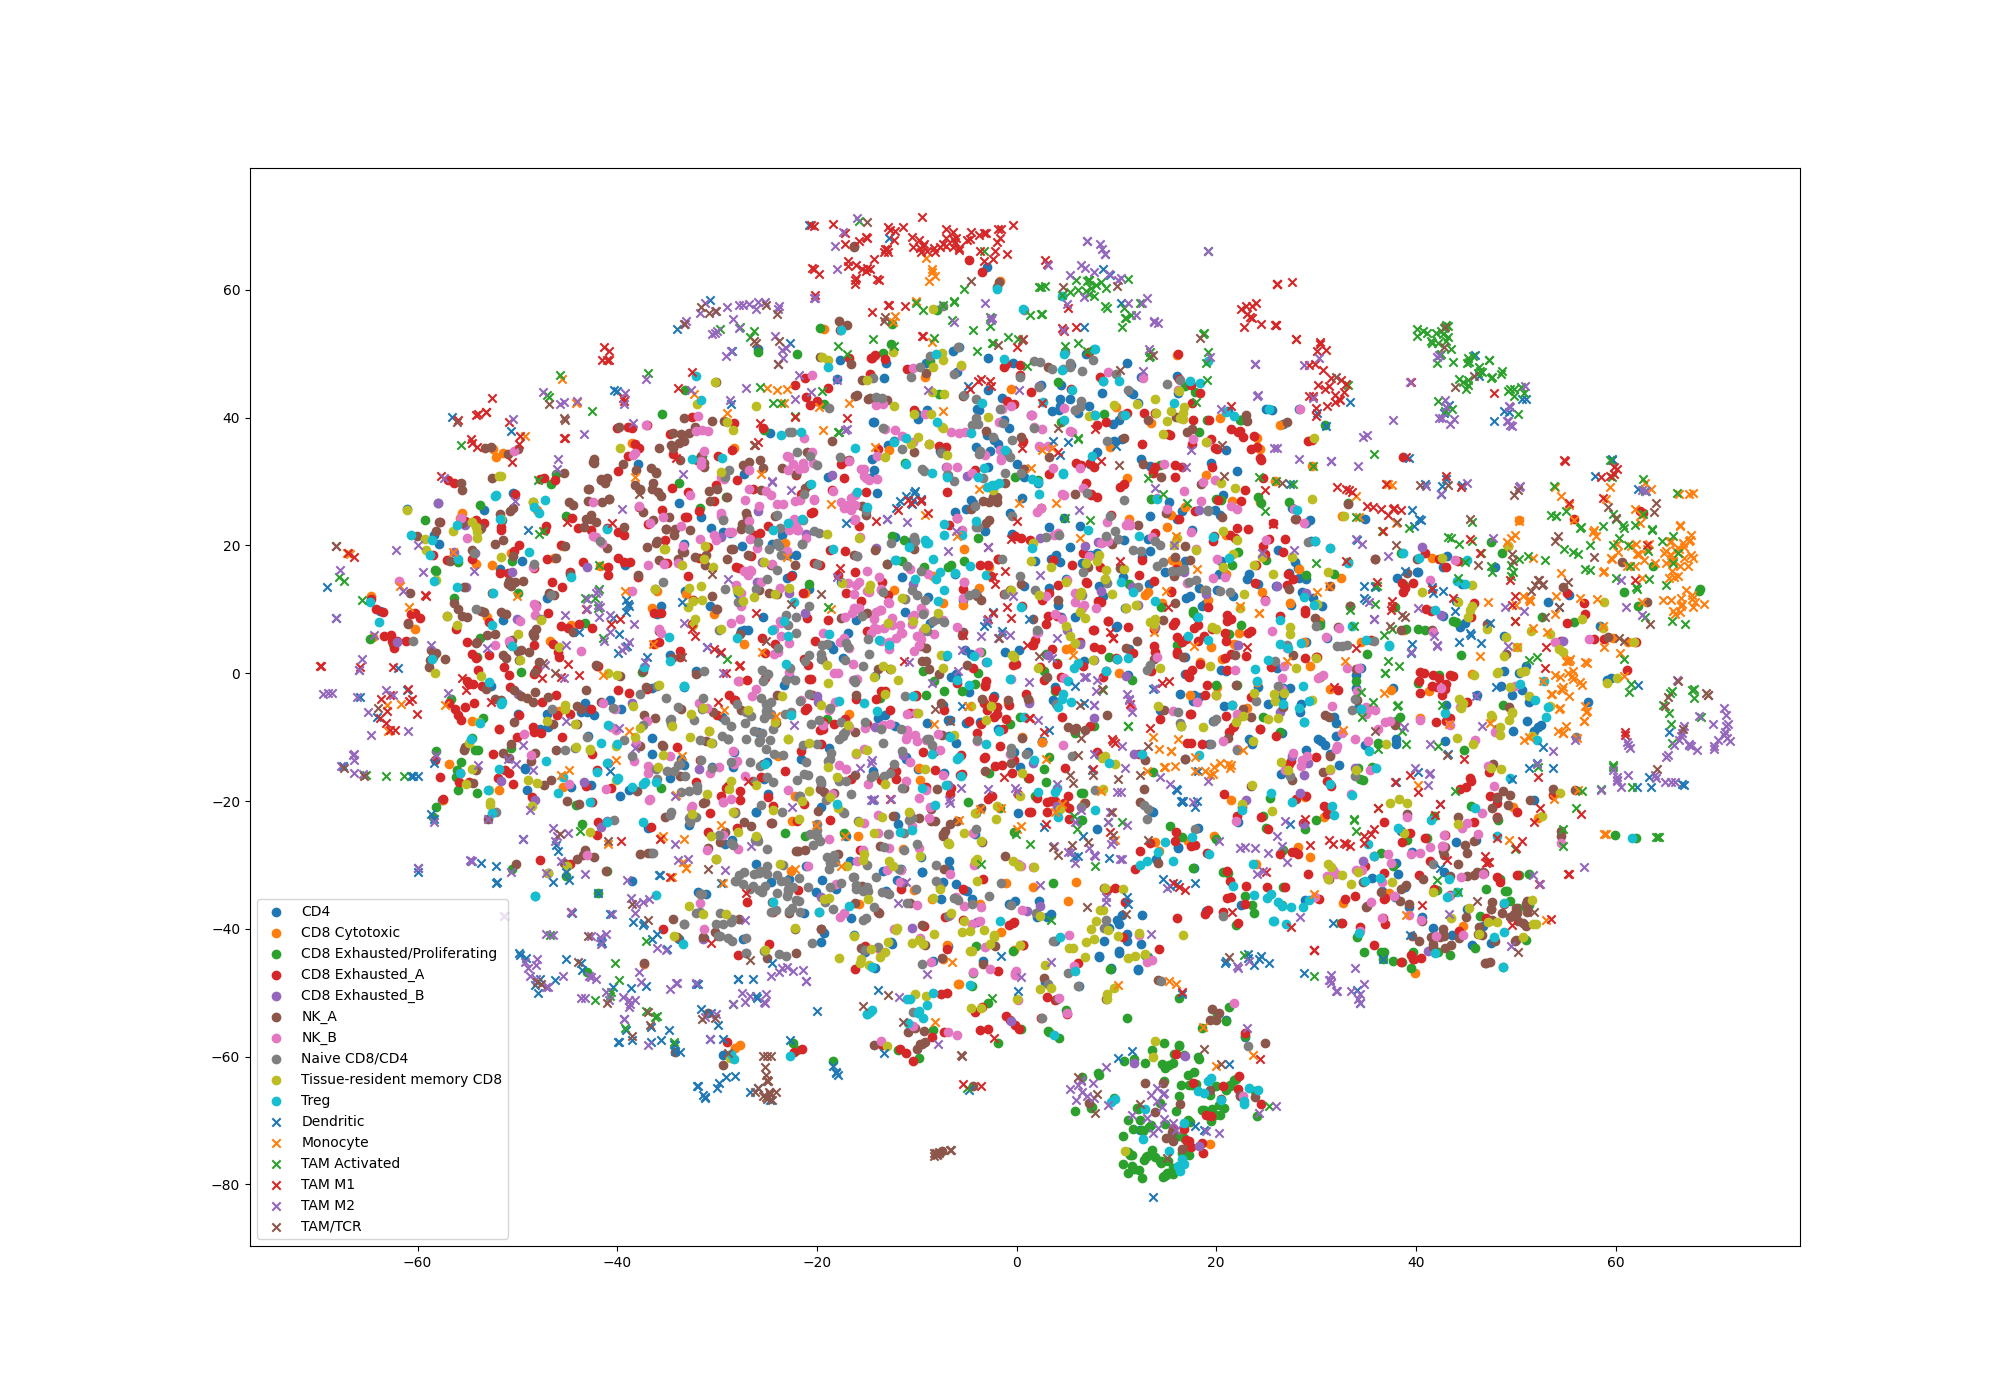 60
40
20
0
−20
−40
−60
−80
−60
−40
−20
0
20
40
60
CD4
CD8 Cytotoxic
CD8 Exhausted/Proliferating
CD8 Exhausted_A
CD8 Exhausted_B
NK_A
NK_B
Naive CD8/CD4
Tissue-resident memory CD8
Treg
Dendritic
Monocyte
TAM Activated
TAM M1
TAM M2
TAM/TCR